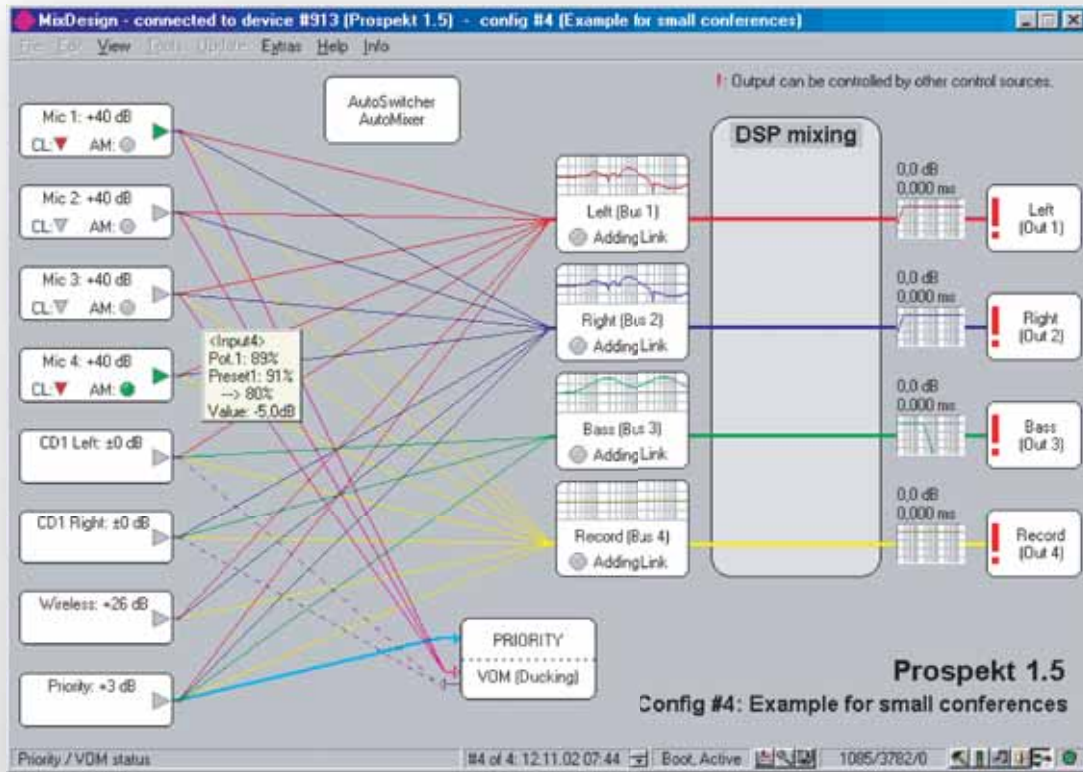 MixDesign - connected to device #913 (Prospekt 1.5) - config #4 (Example for small conferences)
File Edit View Tools Update Extras Help Info
!: Output can be controlled by other control sources.
AutoSwitcher
AutoMixer
Mic 1: +40 dB
CL: AM:
Mic 2: +40 dB
CL: AM:
Mic 3: +40 dB
CL: AM:
Mic 4: +40 dB
CL: AM:
CD1 Left: ±0 dB
CD1 Right: ±0 dB
Wireless: +26 dB
Priority: +3 dB
<Input4>
Pot.1: 89%
Preset1: 91%
--> 80%
Value: -5.0dB
Left (Bus 1)
AddingLink
Right (Bus 2)
AddingLink
Bass (Bus 3)
AddingLink
Record (Bus 4)
AddingLink
PRIORITY
VOM (Ducking)
DSP mixing
0,0 dB
0,000 ms
Left
(Out 1)
0,0 dB
0,000 ms
Right
(Out 2)
0,0 dB
0,000 ms
Bass
(Out 3)
0,0 dB
0,000 ms
Record
(Out 4)
Prospekt 1.5
Config #4: Example for small conferences
Priority / VOM status
#4 of 4: 12.11.02 07:44
Boot, Active
1085/3782/0